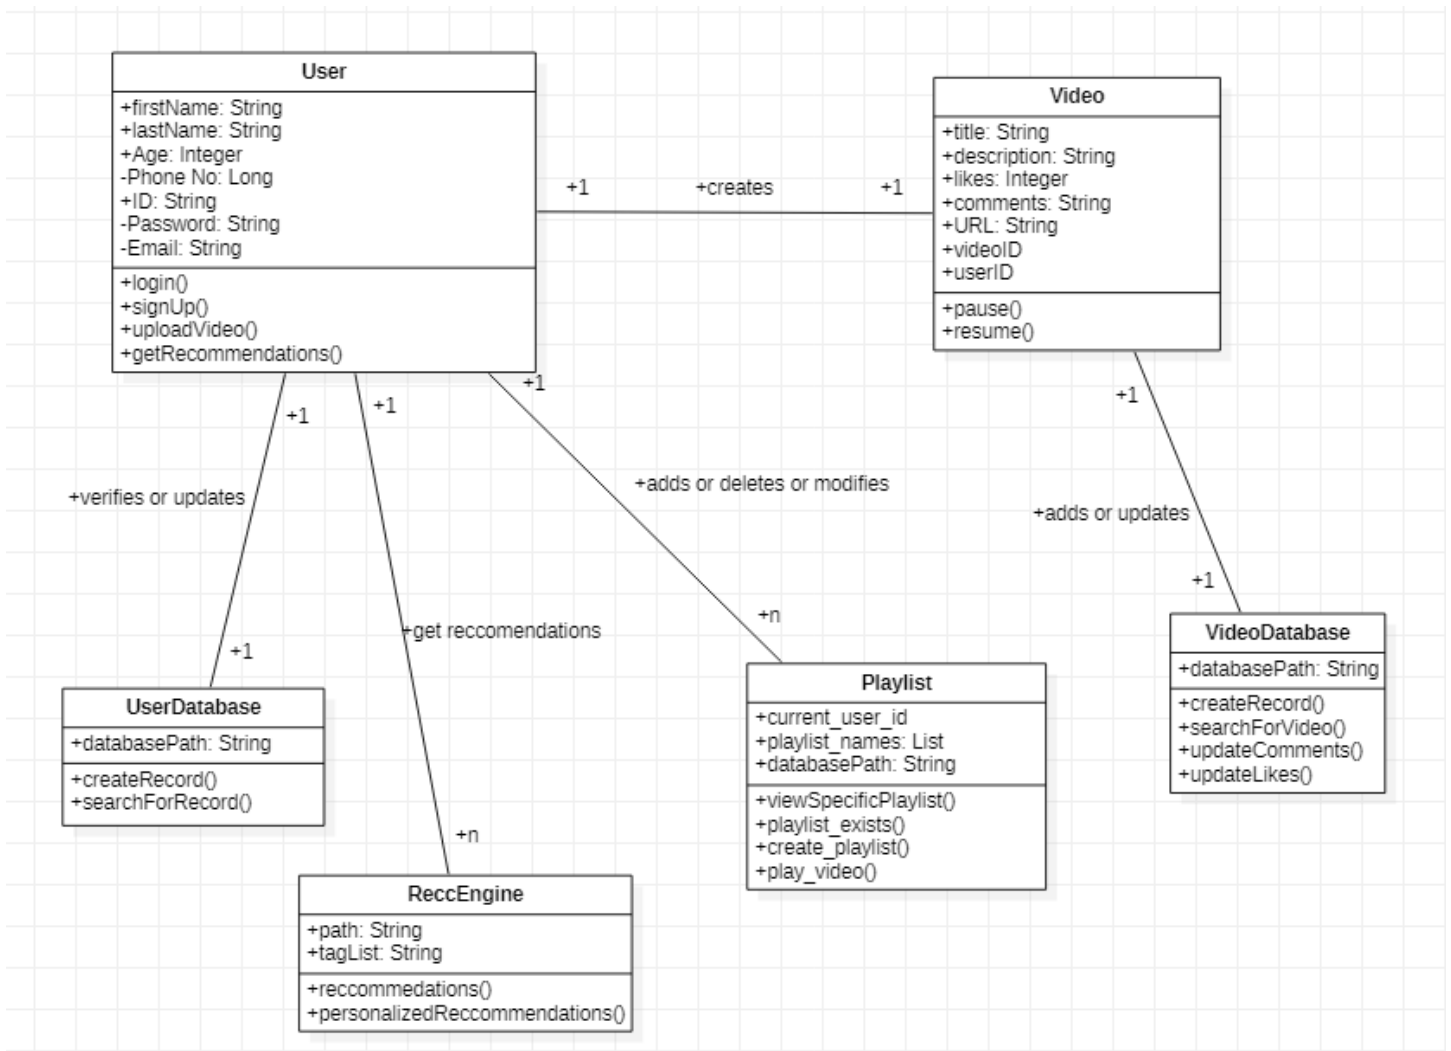 User
+firstName: String
+lastName: String
+Age: Integer
-Phone No: Long
+ID: String
-Password: String
-Email: String
+login()
+signUp()
+uploadVideo()
+getRecommendations()
+1
+creates
+1
Video
+title: String
+description: String
+likes: Integer
+comments: String
+URL: String
+videoID
+userID
+pause()
+resume()
+1
+verifies or updates
+1
+1
+get reccomendations
+n
+1
+adds or deletes or modifies
+n
+1
+adds or updates
+1
UserDatabase
+databasePath: String
+createRecord()
+searchForRecord()
ReccEngine
+path: String
+tagList: String
+reccommedations()
+personalizedReccommendations()
Playlist
+current_user_id
+playlist_names: List
+databasePath: String
+viewSpecificPlaylist()
+playlist_exists()
+create_playlist()
+play_video()
VideoDatabase
+databasePath: String
+createRecord()
+searchForVideo()
+updateComments()
+updateLikes()